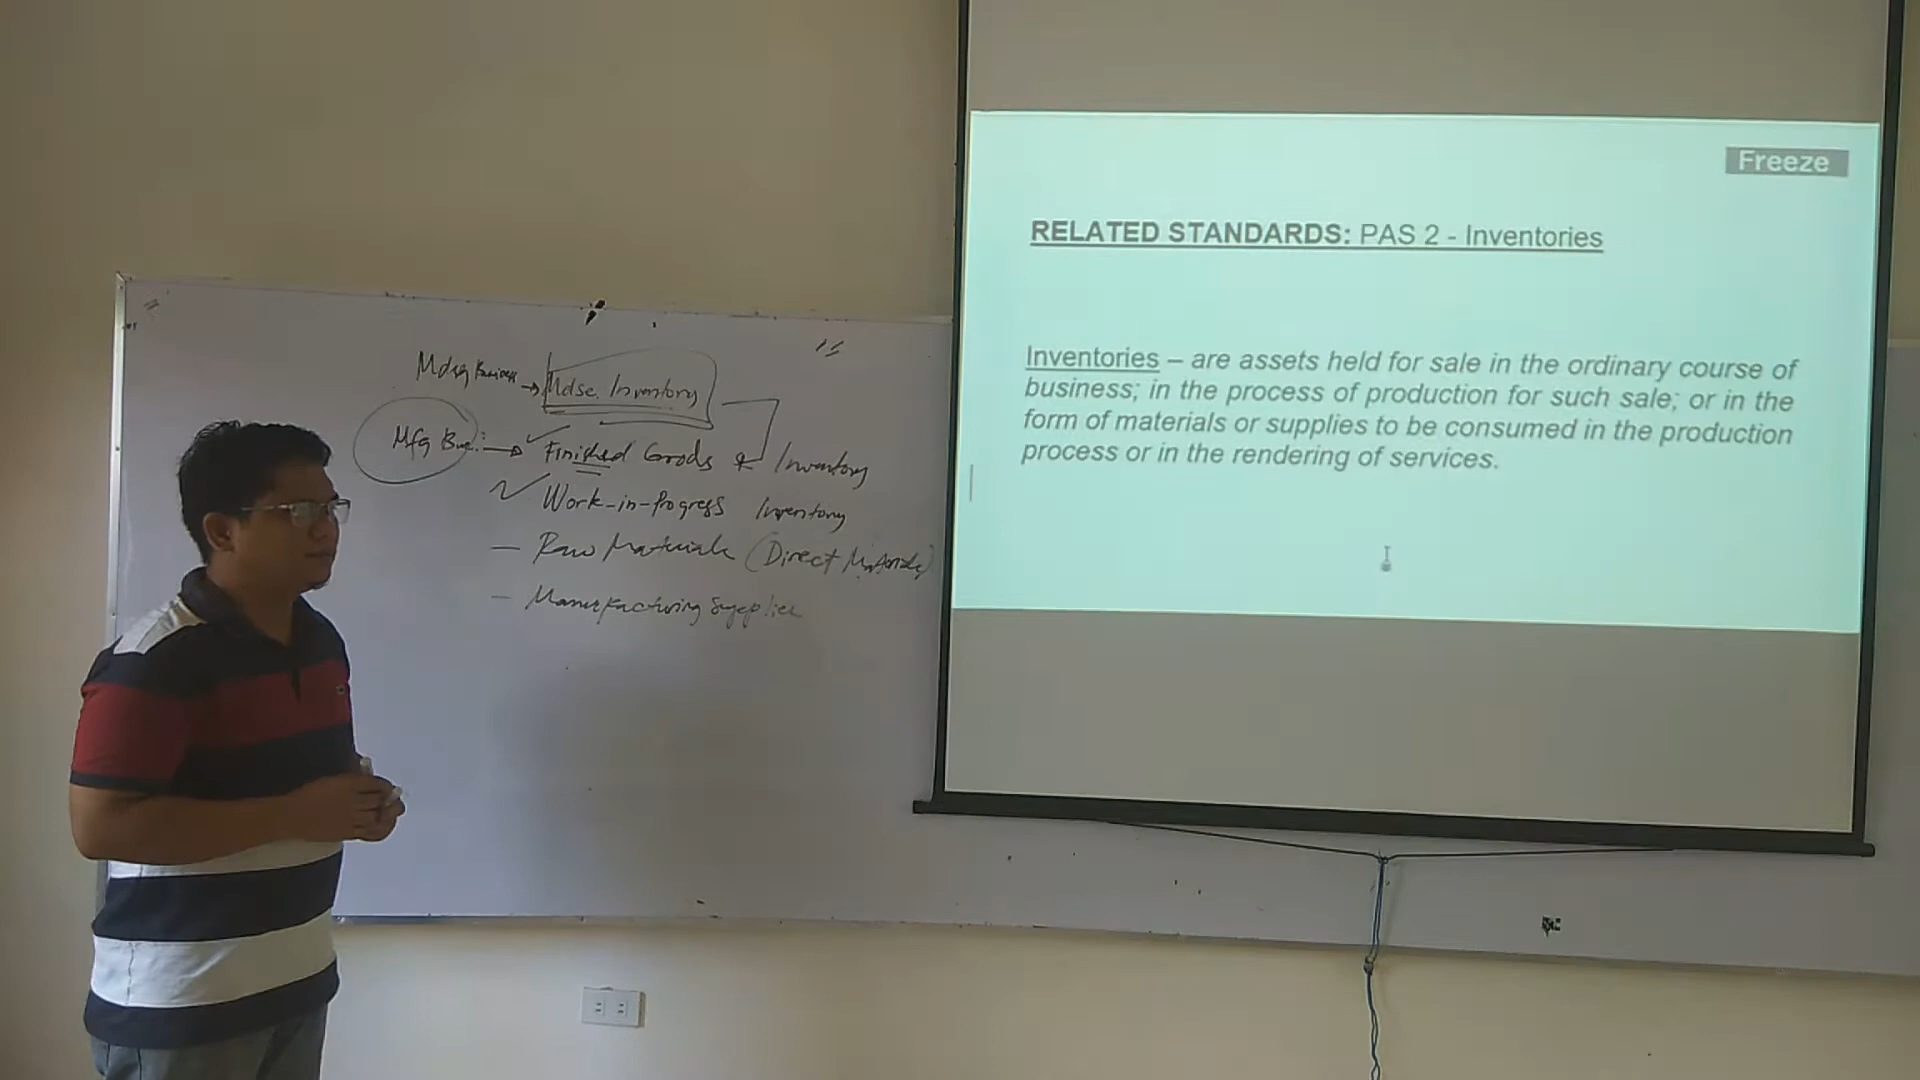 Mdsg Business → Mdse. Inventory
Mfg Bus.: → Finished Goods Inventory
Work-in-Progress Inventory
— Raw Materials (Direct Materials)
— Manufacturing Supplies
Freeze
RELATED STANDARDS: PAS 2 - Inventories
Inventories – are assets held for sale in the ordinary course of
business; in the process of production for such sale; or in the
form of materials or supplies to be consumed in the production
process or in the rendering of services.